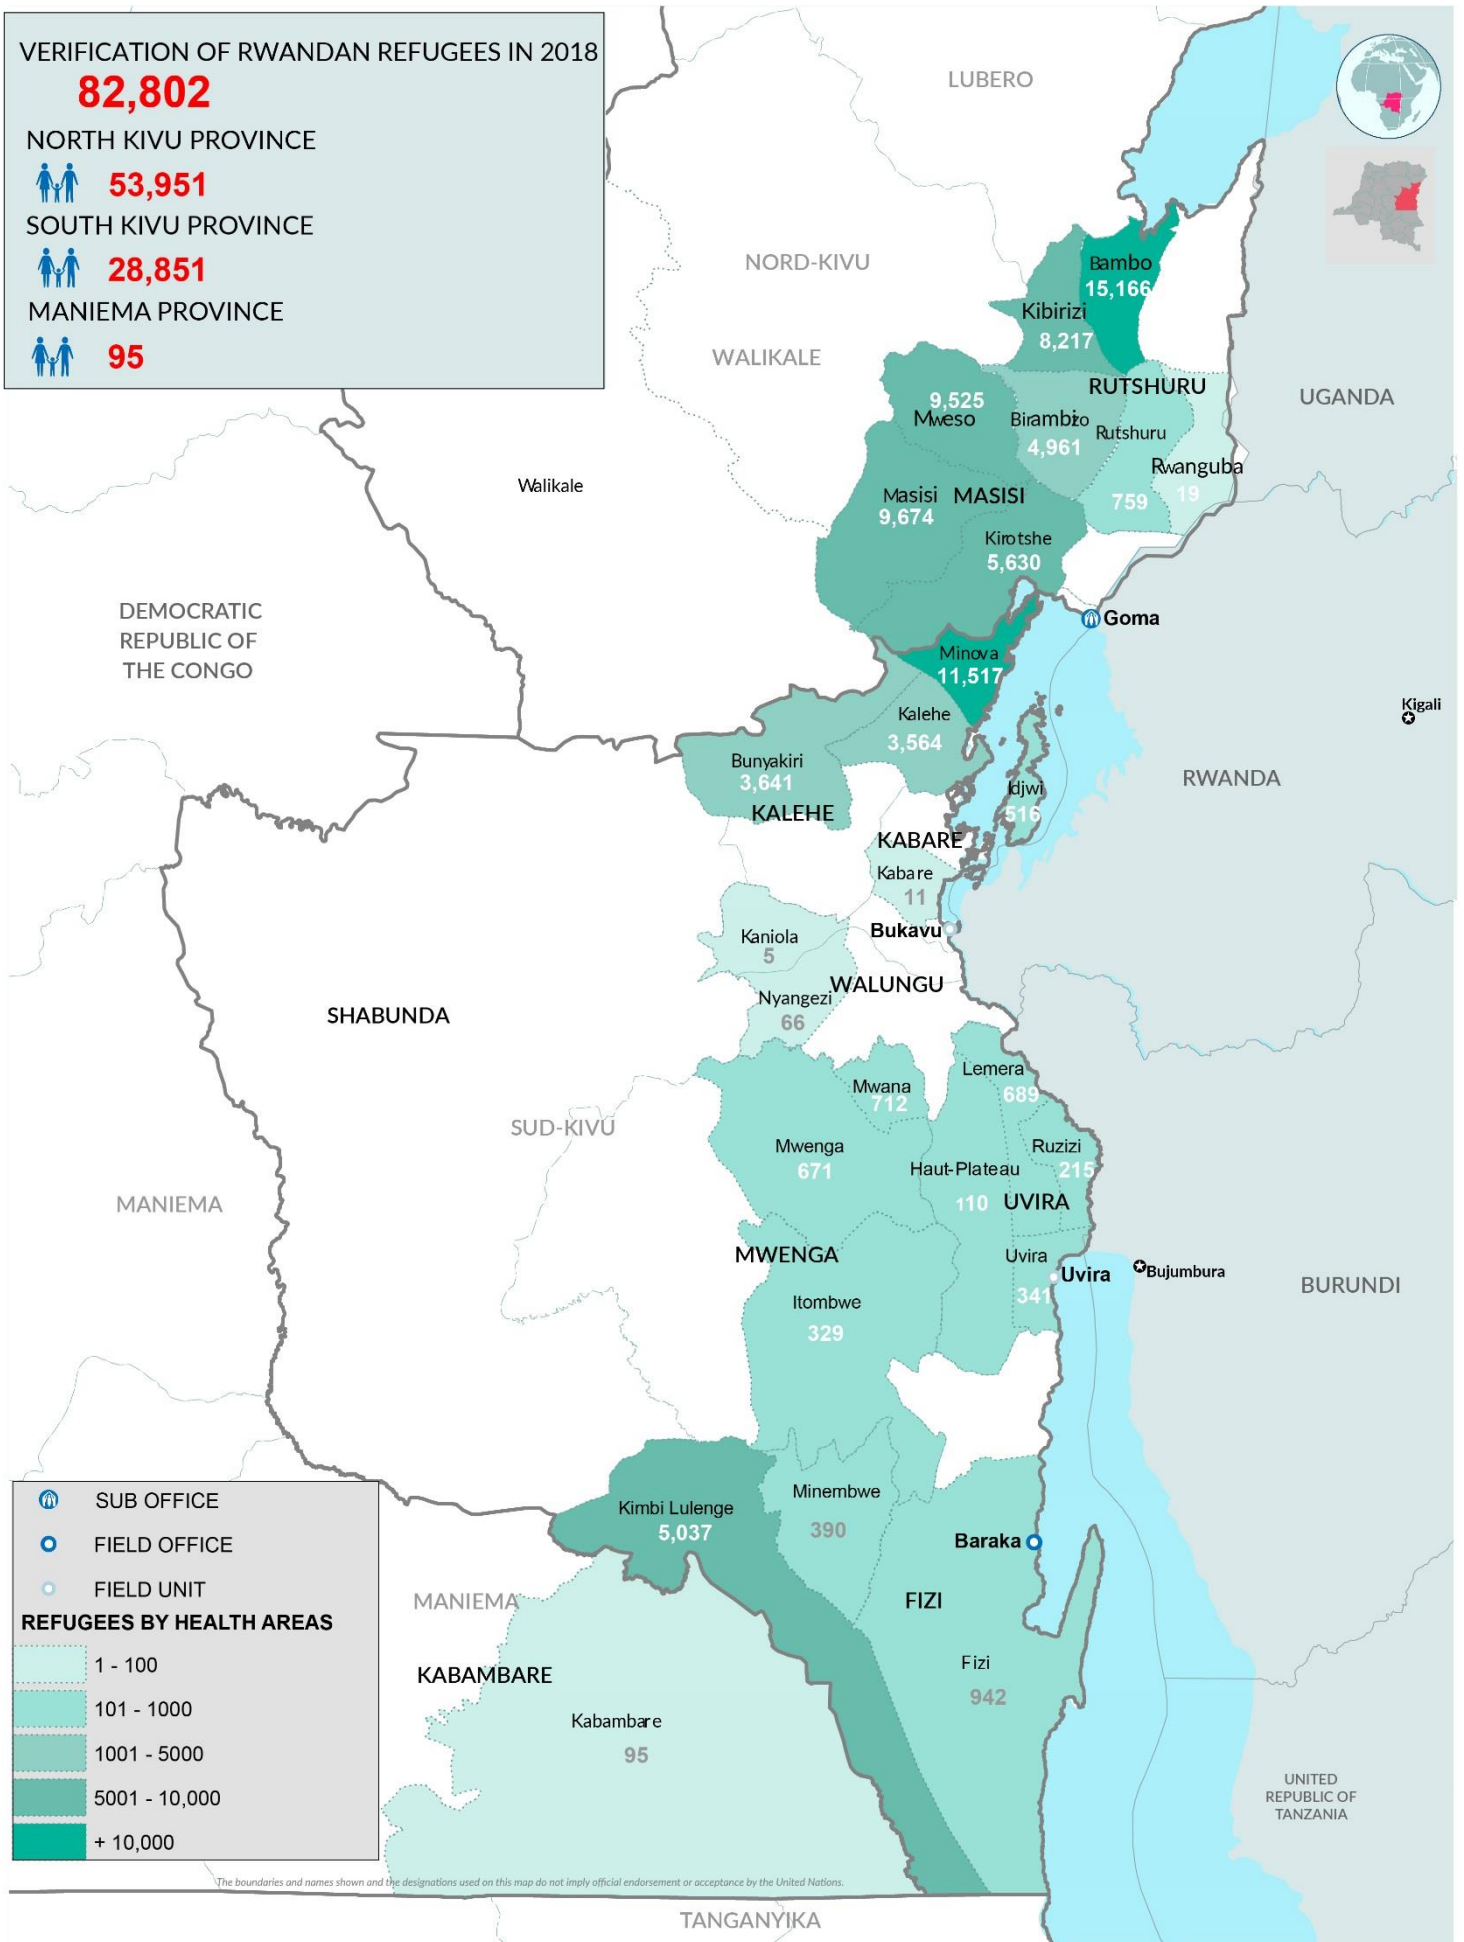 VERIFICATION OF RWANDAN REFUGEES IN 2018
82,802
NORTH KIVU PROVINCE
53,951
SOUTH KIVU PROVINCE
28,851
MANIEMA PROVINCE
95
LUBERO
NORD-KIVU
WALIKALE
Walikale
Bambo
15,166
Kibirizi
8,217
RUTSHURU
UGANDA
9,525
Mweso
Birambizo
4,961
Rutshuru
759
Rwanguba
19
Masisi
9,674
MASISI
Kirotshe
5,630
DEMOCRATIC
REPUBLIC OF
THE CONGO
Goma
Minova
11,517
Kigali
Kalehe
3,564
Bunyakiri
3,641
KALEHE
RWANDA
Idjwi
516
KABARE
Kabare
11
Bukavu
Kaniola
5
WALUNGU
Nyangezi
66
SHABUNDA
Lemera
689
Mwana
712
SUD-KIVU
Mwenga
671
Ruzizi
215
Haut-Plateau
110
UVIRA
MANIEMA
MWENGA
Uvira
341
Uvira
Bujumbura
BURUNDI
Itombwe
329
Minembwe
390
Kimbi Lulenge
5,037
Baraka
FIZI
MANIEMA
KABAMBARE
Fizi
942
Kabambare
95
UNITED
REPUBLIC OF
TANZANIA
SUB OFFICE
FIELD OFFICE
FIELD UNIT
REFUGEES BY HEALTH AREAS
1 - 100
101 - 1000
1001 - 5000
5001 - 10,000
+ 10,000
The boundaries and names shown and the designations used on this map do not imply official endorsement or acceptance by the United Nations.
TANGANYIKA